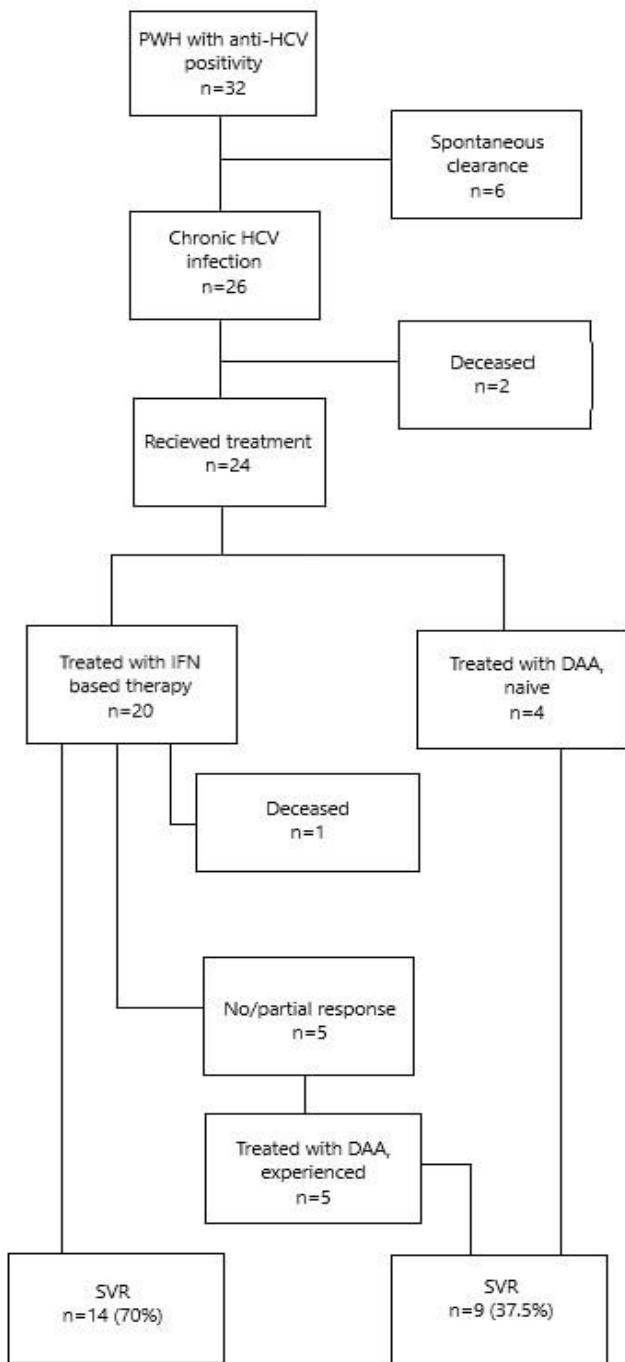 PWH with anti-HCV
positivity
n=32
Spontaneous
clearance
n=6
Chronic HCV
infection
n=26
Deceased
n=2
Recieved treatment
n=24
Treated with IFN
based therapy
n=20
Treated with DAA,
naive
n=4
Deceased
n=1
No/partial response
n=5
Treated with DAA,
experienced
n=5
SVR
n=14 (70%)
SVR
n=9 (37.5%)